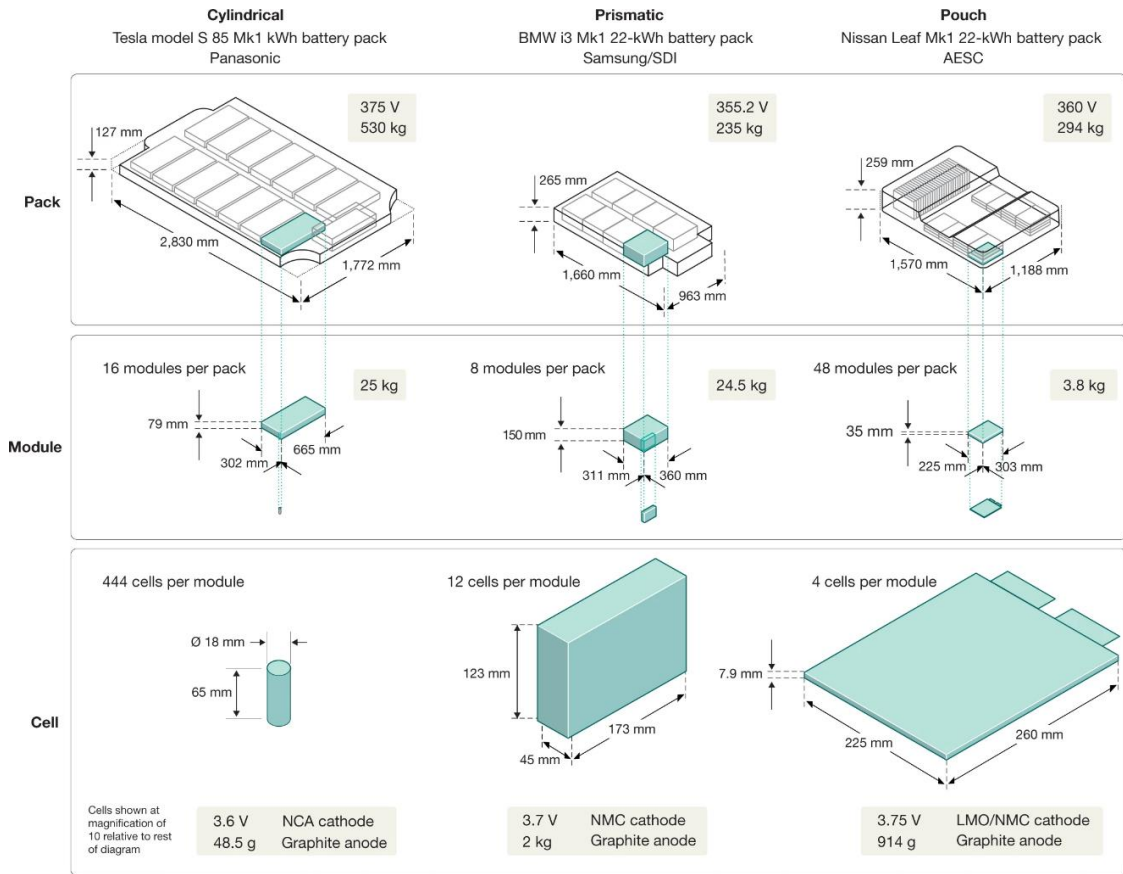 Cylindrical
Tesla model S 85 Mk1 kWh battery pack
Panasonic
Prismatic
BMW i3 Mk1 22-kWh battery pack
Samsung/SDI
Pouch
Nissan Leaf Mk1 22-kWh battery pack
AESC
Pack
375 V
530 kg
127 mm
2,830 mm
1,772 mm
355.2 V
235 kg
265 mm
1,660 mm
963 mm
360 V
294 kg
259 mm
1,570 mm
1,188 mm
Module
16 modules per pack
25 kg
79 mm
302 mm
665 mm
8 modules per pack
24.5 kg
150 mm
311 mm
360 mm
48 modules per pack
3.8 kg
35 mm
225 mm
303 mm
Cell
444 cells per module
Ø 18 mm
65 mm
12 cells per module
123 mm
45 mm
173 mm
4 cells per module
7.9 mm
225 mm
260 mm
Cells shown at
magnification of
10 relative to rest
of diagram
3.6 V NCA cathode
48.5 g Graphite anode
3.7 V NMC cathode
2 kg Graphite anode
3.75 V LMO/NMC cathode
914 g Graphite anode